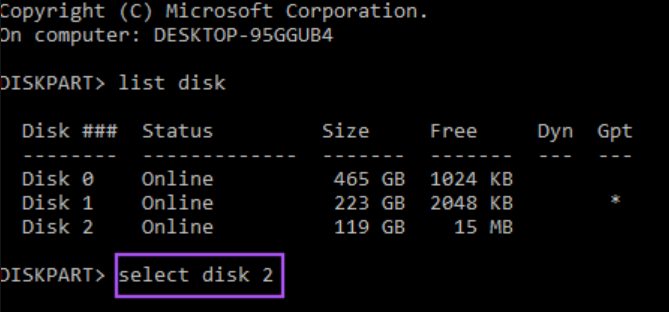 Copyright (C) Microsoft Corporation.
On computer: DESKTOP-95GGUB4
DISKPART> list disk
  Disk ###  Status         Size     Free     Dyn  Gpt
  --------  -------------  -------  -------  ---  ---
  Disk 0    Online          465 GB  1024 KB
  Disk 1    Online          223 GB  2048 KB        *
  Disk 2    Online          119 GB    15 MB
DISKPART> select disk 2